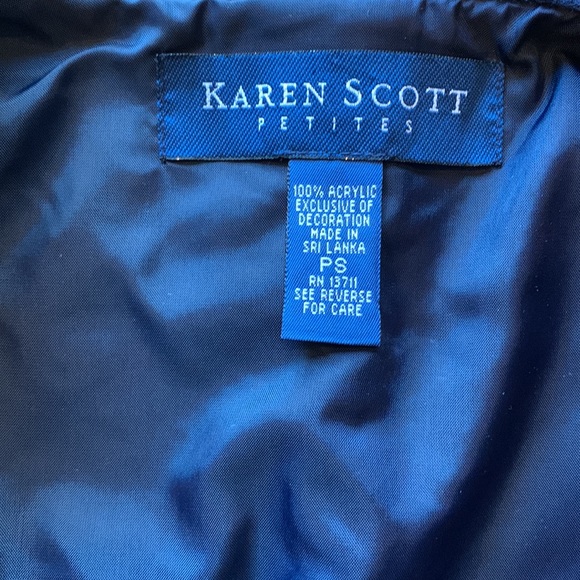 KAREN SCOTT
PETITES
100% ACRYLIC
EXCLUSIVE OF
DECORATION
MADE IN
SRI LANKA
PS
RN 13711
SEE REVERSE
FOR CARE